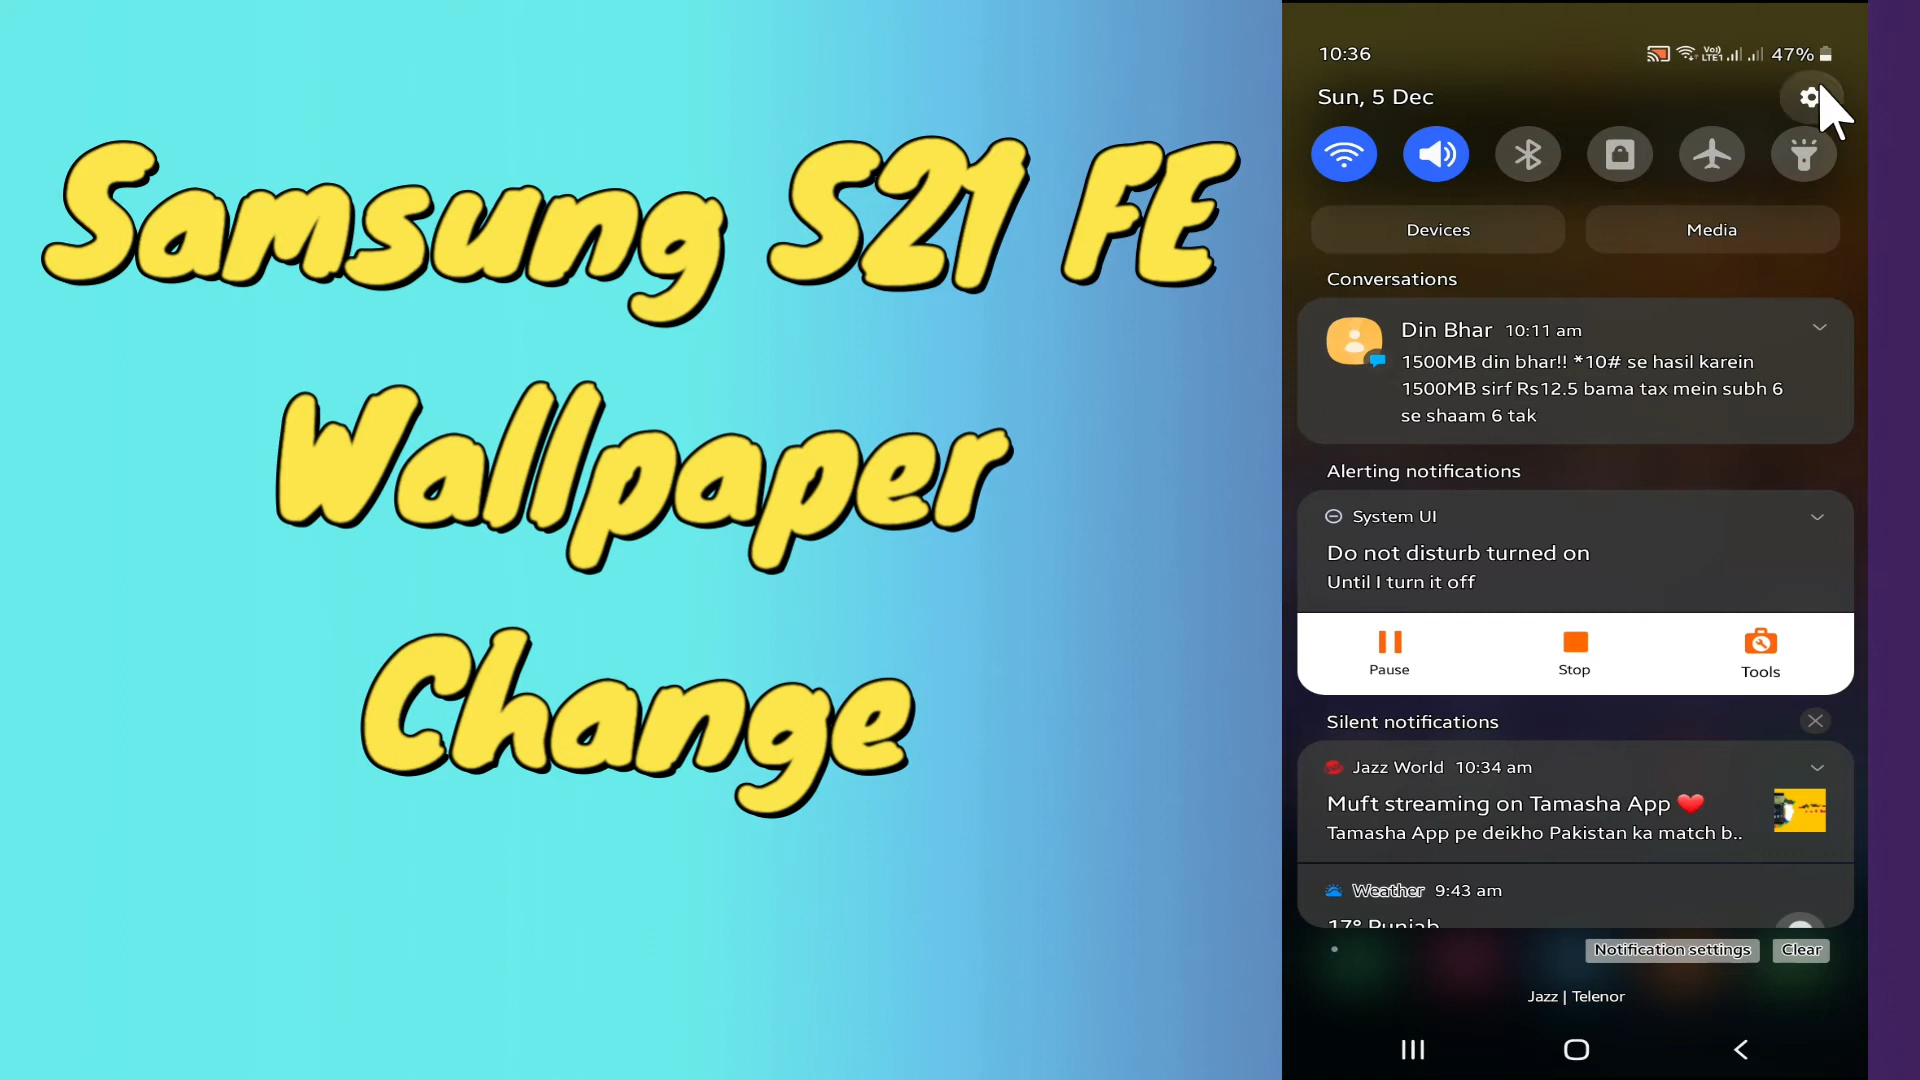 Samsung S21 FE
Wallpaper
Change
10:36
Vo)) LTE1 47%
Sun, 5 Dec
Devices
Media
Conversations
Din Bhar 10:11 am
1500MB din bhar!! *10# se hasil karein
1500MB sirf Rs12.5 bama tax mein subh 6
se shaam 6 tak
Alerting notifications
System UI
Do not disturb turned on
Until I turn it off
Pause
Stop
Tools
Silent notifications
Jazz World 10:34 am
Muft streaming on Tamasha App ❤️
Tamasha App pe deikho Pakistan ka match b..
Weather 9:43 am
17° Punjab
Notification settings
Clear
Jazz | Telenor